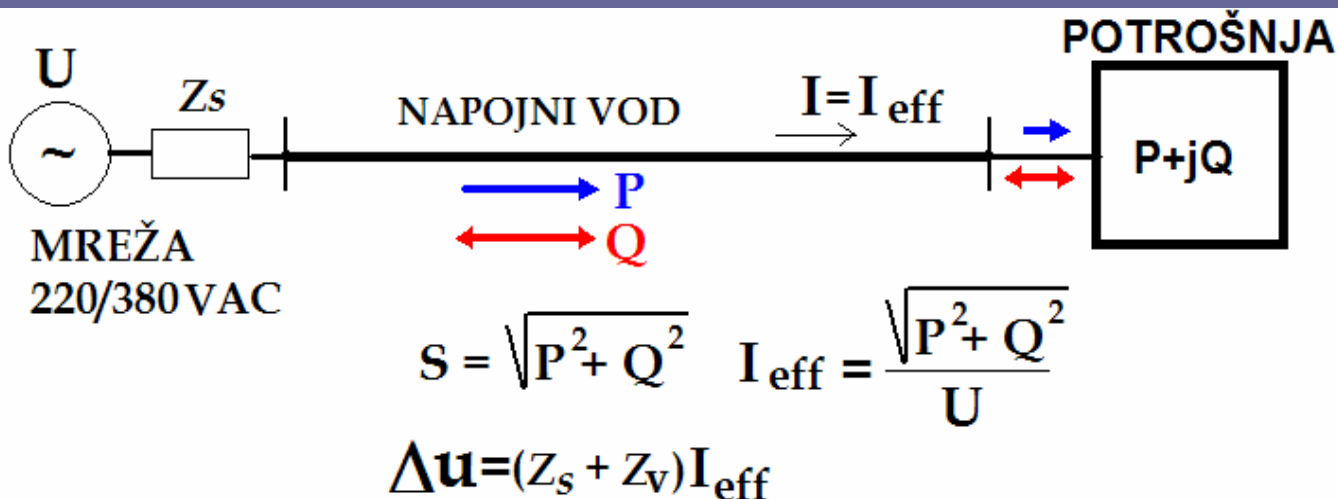 POTROŠNJA
U
Zs
NAPOJNI VOD
I=I eff
~
P+jQ
P
Q
MREŽA
220/380 VAC
S = √P²+ Q²
I eff = √P²+ Q² / U
Δu=(Zs + Zv)Ieff